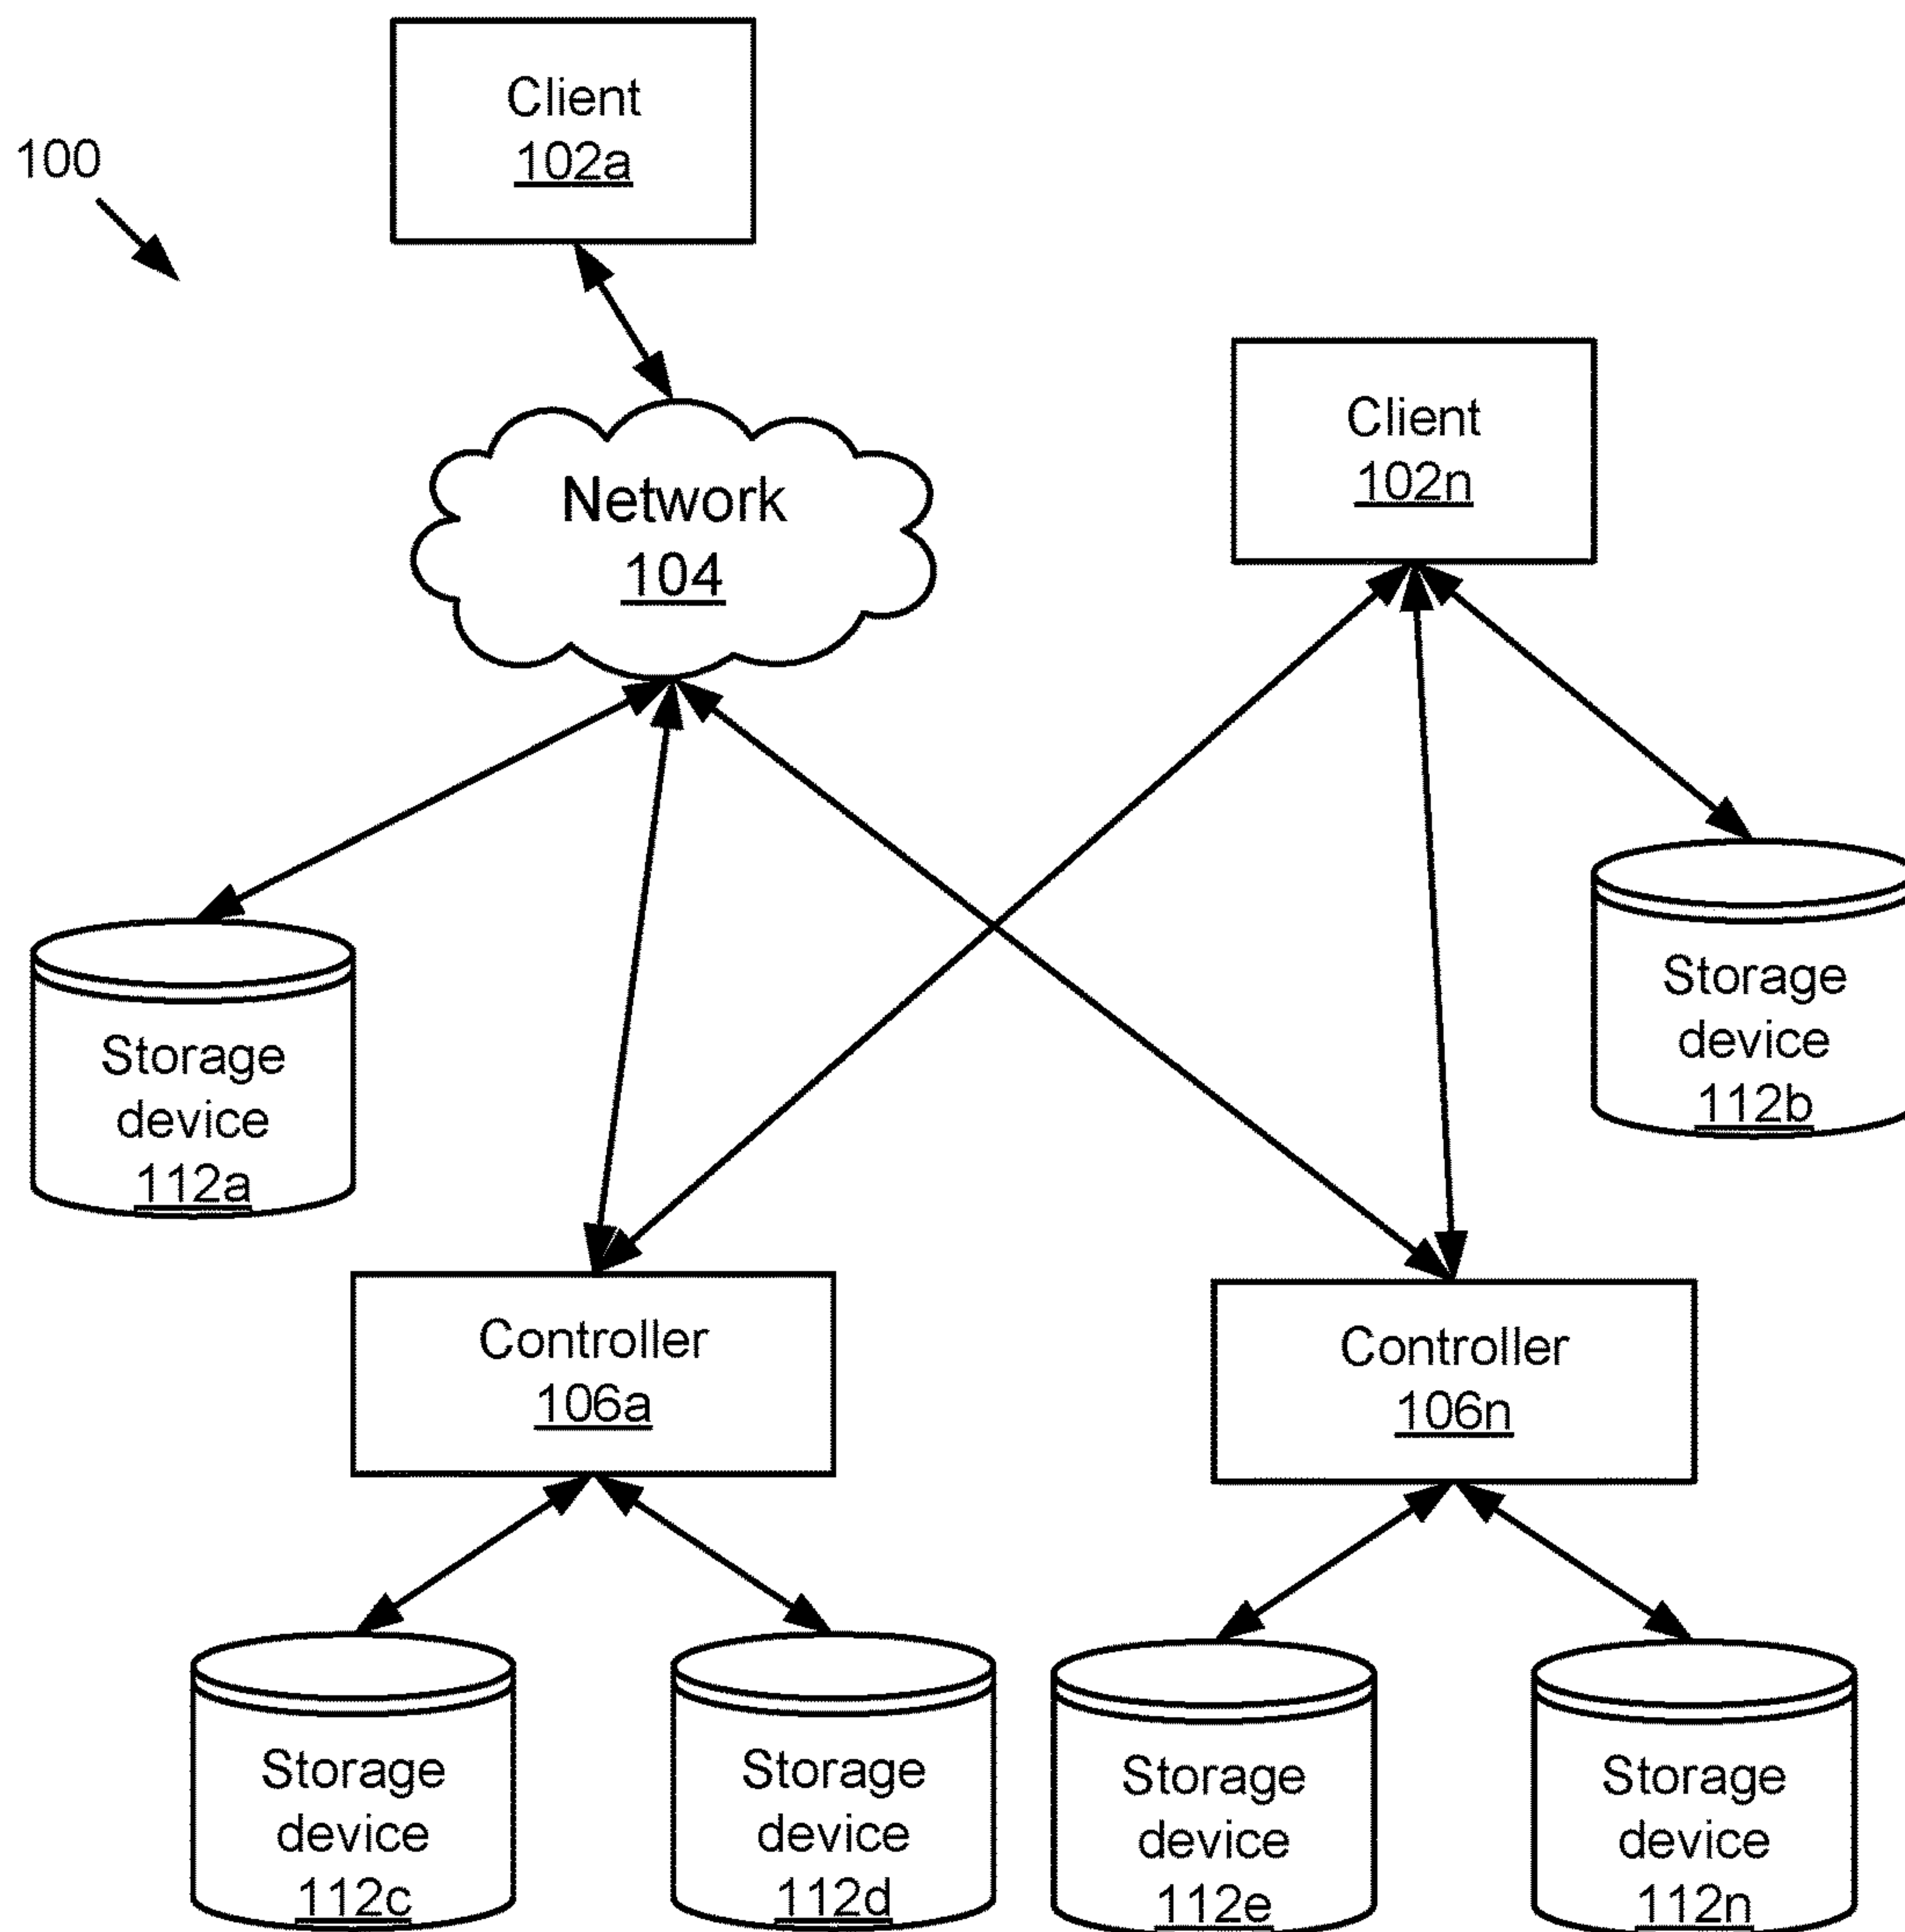 Client
102a
100
Client
102n
Network
104
Storage
device
112b
Storage
device
112a
Controller
106a
Controller
106n
Storage
device
112c
Storage
device
112d
Storage
device
112e
Storage
device
112n